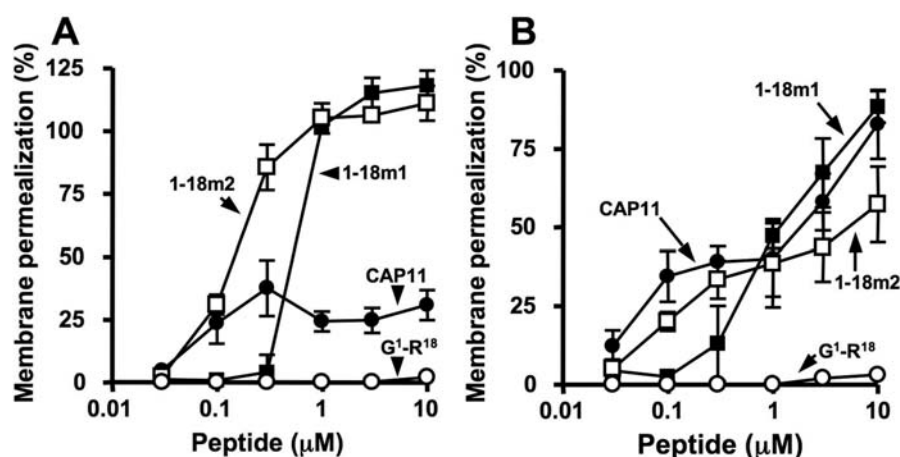 A
Membrane permealization (%)
125
100
75
50
25
0
0.01
0.1
1
10
Peptide (μM)
1-18m2
1-18m1
CAP11
G¹-R¹⁸
B
Membrane permealization (%)
100
75
50
25
0
0.01
0.1
1
10
Peptide (μM)
1-18m1
CAP11
1-18m2
G¹-R¹⁸